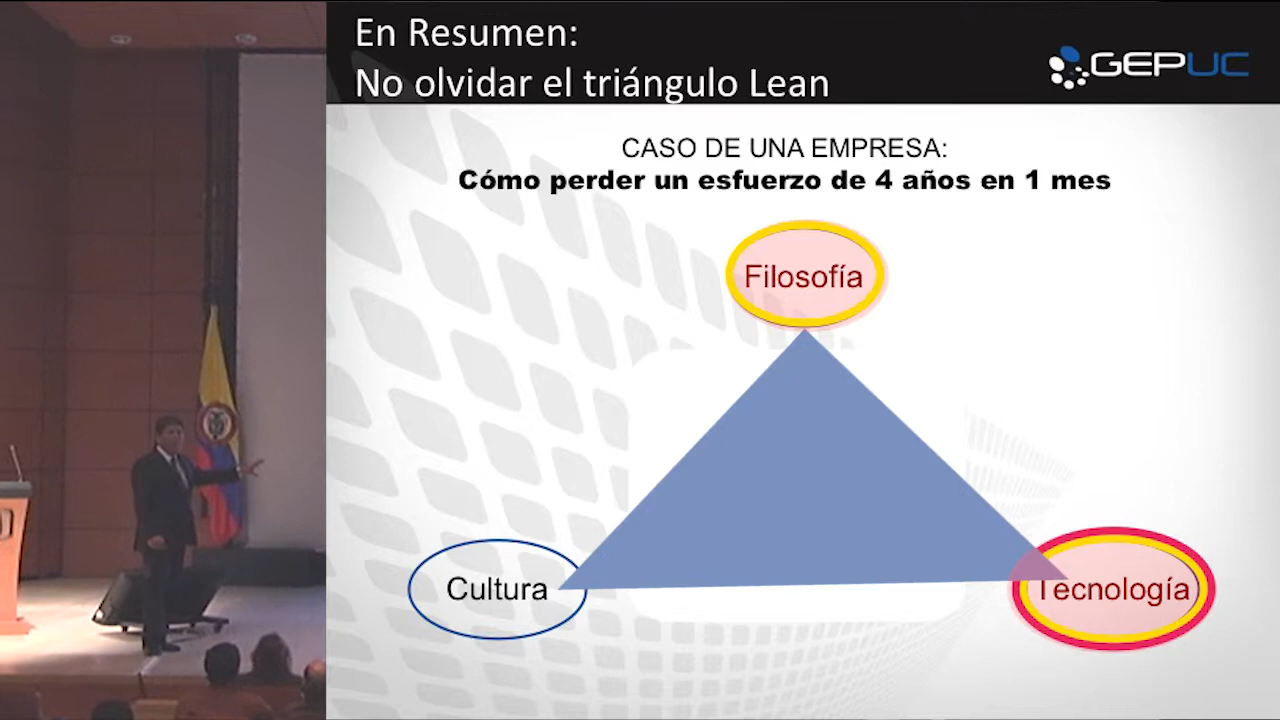 En Resumen:
No olvidar el triángulo Lean
GEPUC
CASO DE UNA EMPRESA:
Cómo perder un esfuerzo de 4 años en 1 mes
Filosofía
Cultura
Tecnología